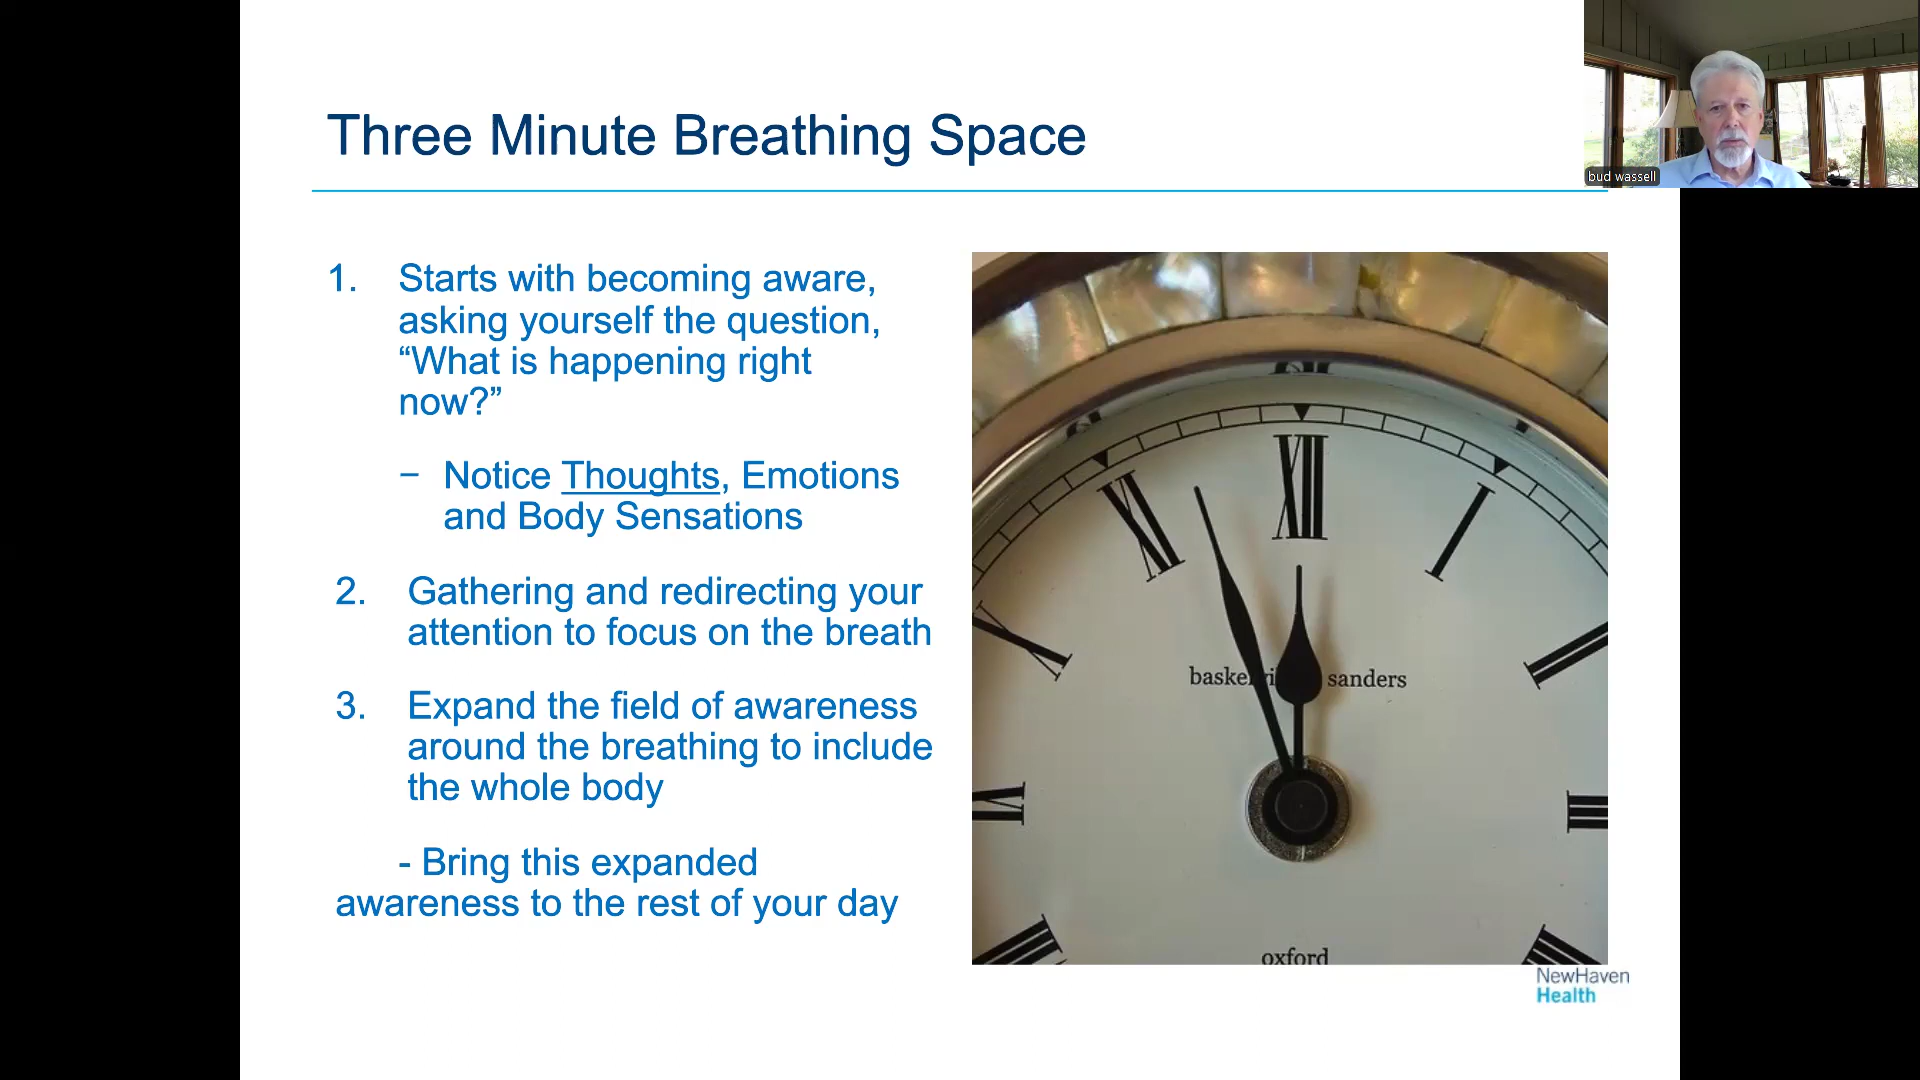 Three Minute Breathing Space
bud wassell
1. Starts with becoming aware,
asking yourself the question,
“What is happening right
now?”
– Notice Thoughts, Emotions
and Body Sensations
2. Gathering and redirecting your
attention to focus on the breath
3. Expand the field of awareness
around the breathing to include
the whole body
- Bring this expanded
awareness to the rest of your day
XII
XI
I
sanders
oxford
NewHaven
Health